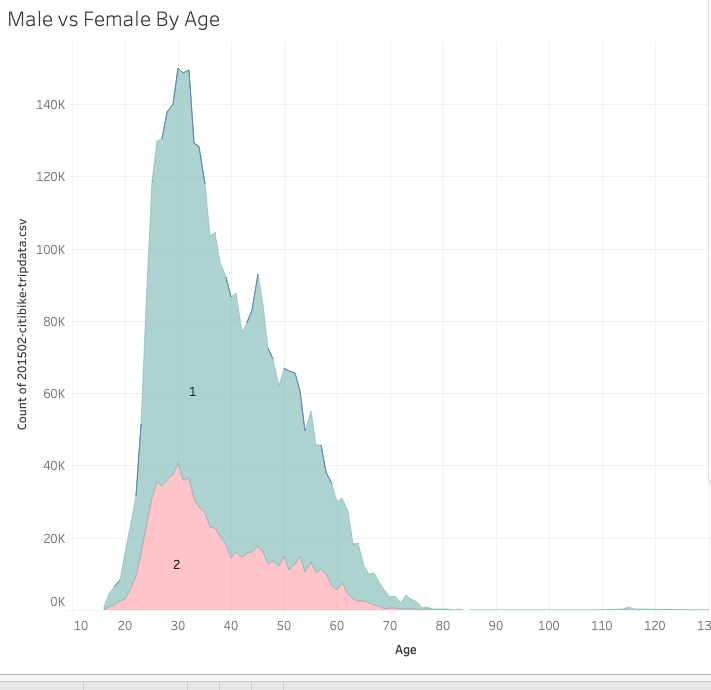 Male vs Female By Age
Count of 201502-citibike-tripdata.csv
140K
120K
100K
80K
60K
40K
20K
0K
1
2
10 20 30 40 50 60 70 80 90 100 110 120 13
Age